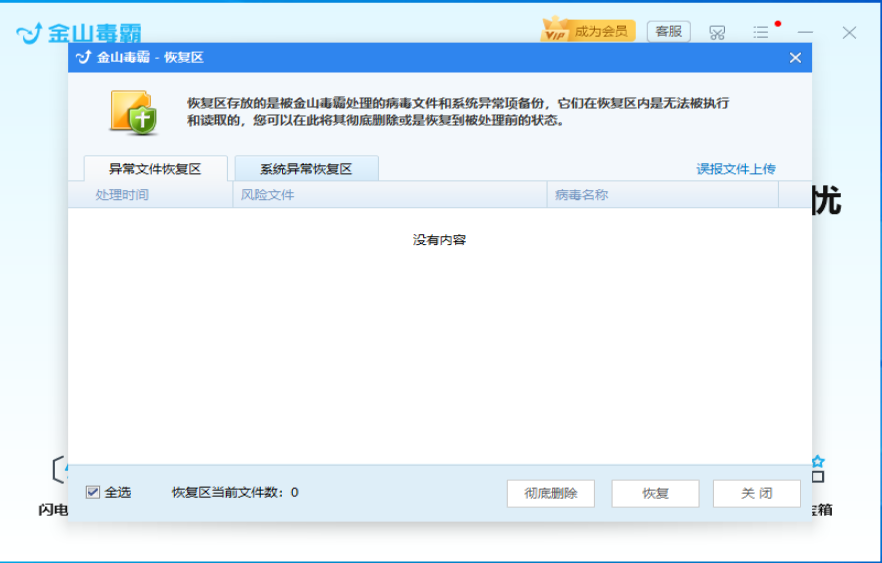 金山毒霸
VIP 成为会员
客服
金山毒霸 - 恢复区
恢复区存放的是被金山毒霸处理的病毒文件和系统异常项备份，它们在恢复区内是无法被执行
和读取的，您可以在此将其彻底删除或是恢复到被处理前的状态。
异常文件恢复区
系统异常恢复区
误报文件上传
处理时间
风险文件
病毒名称
忧
没有内容
全选
恢复区当前文件数：0
彻底删除
恢复
关 闭
闪电
箱